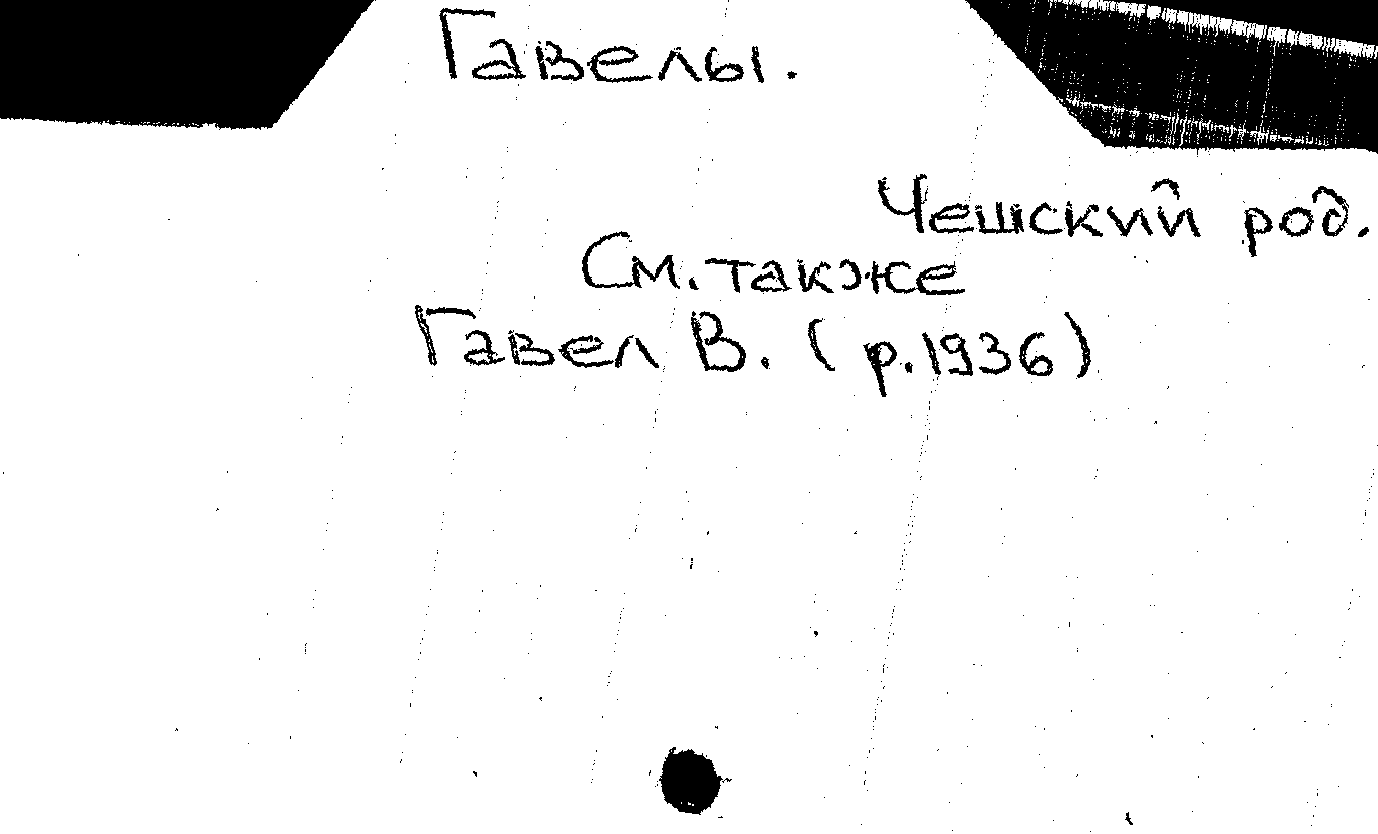 Гавелы.
Чешский род.
См. также
Гавел В. (р. 1936)